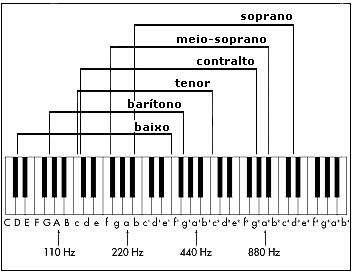 soprano
meio-soprano
contralto
tenor
barítono
baixo
C D E F G A B c d e f g a b c' d' e' f' g' a' b' c' d' e' f' g' a' b' c' d' e' f' g' a' b'
110 Hz 220 Hz 440 Hz 880 Hz